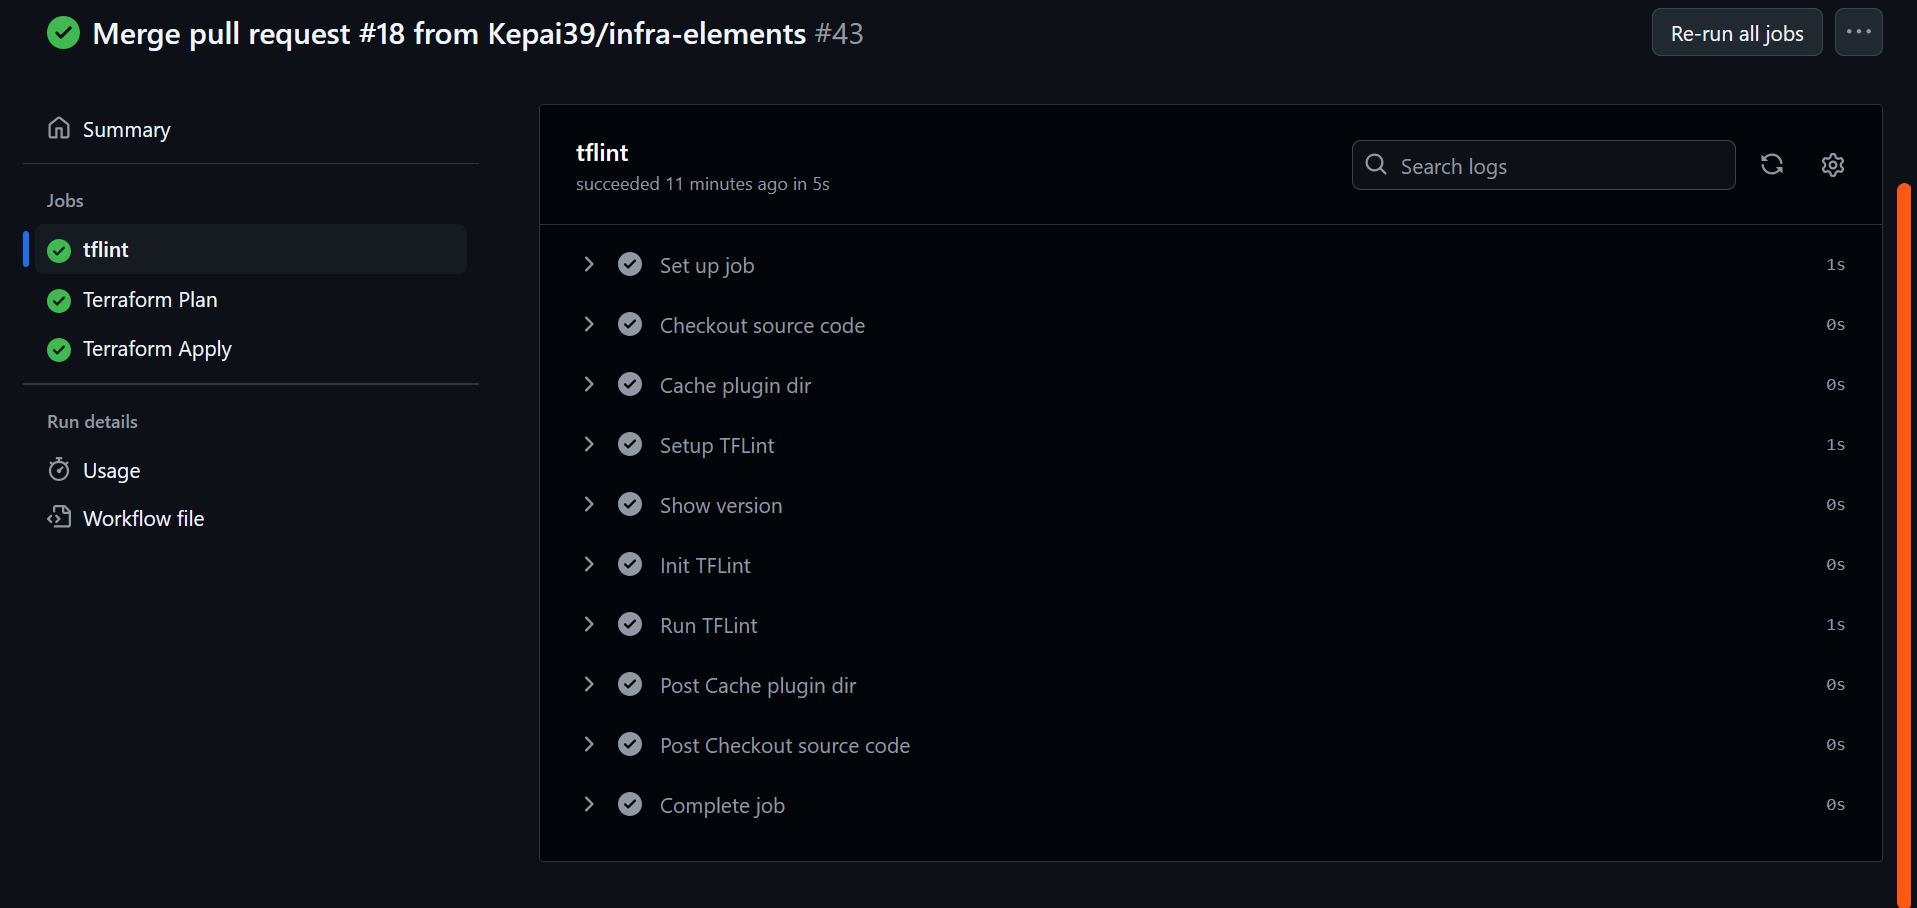 Merge pull request #18 from Kepai39/infra-elements #43
Re-run all jobs
Summary
Jobs
tflint
Terraform Plan
Terraform Apply
Run details
Usage
Workflow file
tflint
succeeded 11 minutes ago in 5s
Search logs
Set up job 1s
Checkout source code 0s
Cache plugin dir 0s
Setup TFLint 1s
Show version 0s
Init TFLint 0s
Run TFLint 1s
Post Cache plugin dir 0s
Post Checkout source code 0s
Complete job 0s